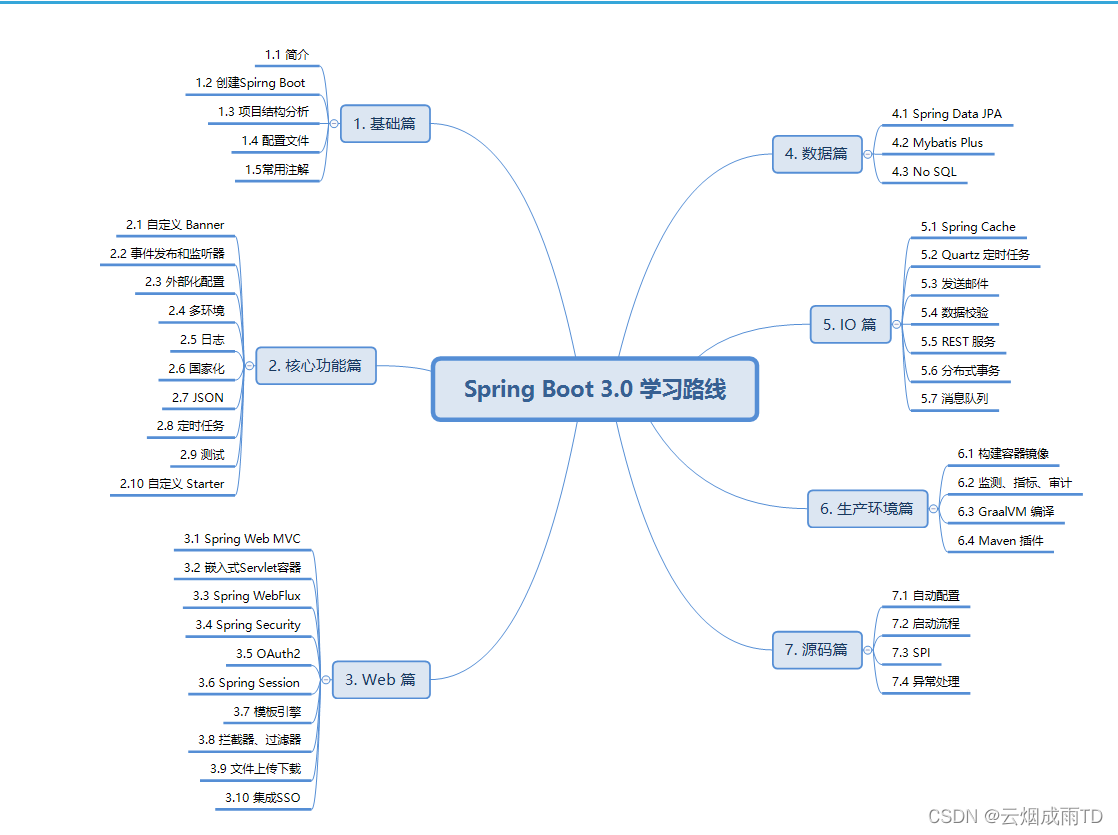 Spring Boot 3.0 学习路线
1. 基础篇
1.1 简介
1.2 创建Spirng Boot
1.3 项目结构分析
1.4 配置文件
1.5常用注解
2. 核心功能篇
2.1 自定义 Banner
2.2 事件发布和监听器
2.3 外部化配置
2.4 多环境
2.5 日志
2.6 国家化
2.7 JSON
2.8 定时任务
2.9 测试
2.10 自定义 Starter
3. Web 篇
3.1 Spring Web MVC
3.2 嵌入式Servlet容器
3.3 Spring WebFlux
3.4 Spring Security
3.5 OAuth2
3.6 Spring Session
3.7 模板引擎
3.8 拦截器、过滤器
3.9 文件上传下载
3.10 集成SSO
4. 数据篇
4.1 Spring Data JPA
4.2 Mybatis Plus
4.3 No SQL
5. IO 篇
5.1 Spring Cache
5.2 Quartz 定时任务
5.3 发送邮件
5.4 数据校验
5.5 REST 服务
5.6 分布式事务
5.7 消息队列
6. 生产环境篇
6.1 构建容器镜像
6.2 监测、指标、审计
6.3 GraalVM 编译
6.4 Maven 插件
7. 源码篇
7.1 自动配置
7.2 启动流程
7.3 SPI
7.4 异常处理
CSDN @云烟成雨TD